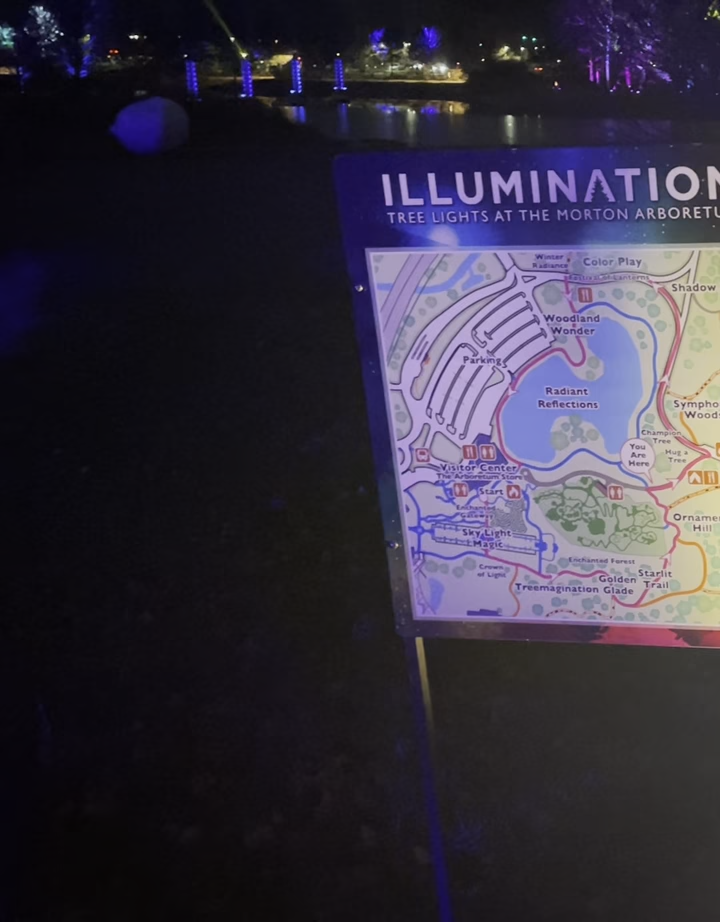 ILLUMINATION
TREE LIGHTS AT THE MORTON ARBORETU
Winter
Radiance
Color Play
Festival of Lanterns
Shadow
Woodland
Wonder
Parking
Radiant
Reflections
Sympho
Woods
Champion
Tree
You
Are
Here
Hug a
Tree
Visitor Center
The Arboretum Store
Start
Enchanted
Gateway
Ornamen
Hill
Sky Light
Magic
Enchanted Forest
Crown
of Light
Starlit
Trail
Golden
Glade
Treemagination